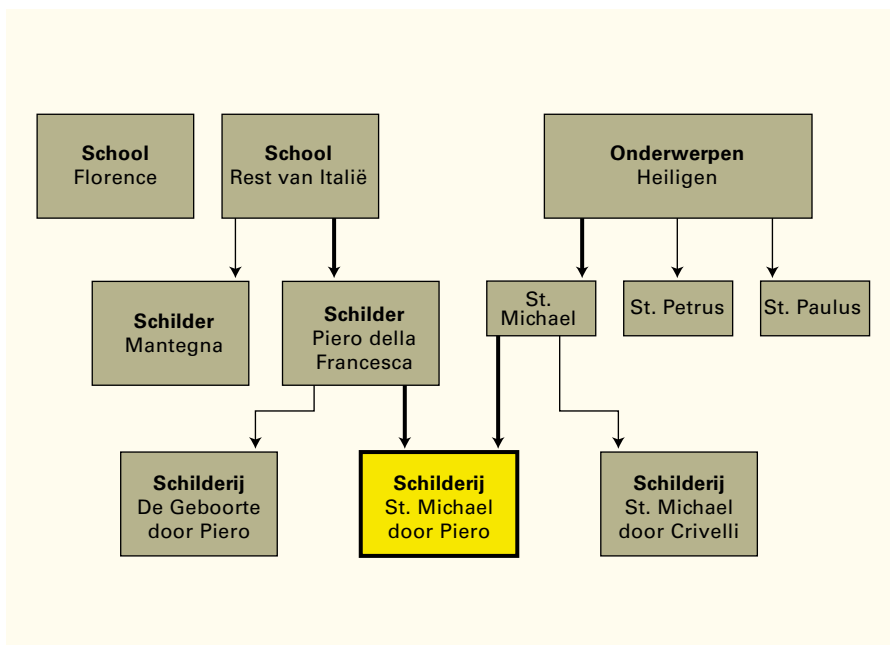 School
Florence
School
Rest van Italië
Onderwerpen
Heiligen
Schilder
Mantegna
Schilder
Piero della
Francesca
St.
Michael
St. Petrus
St. Paulus
Schilderij
De Geboorte
door Piero
Schilderij
St. Michael
door Piero
Schilderij
St. Michael
door Crivelli